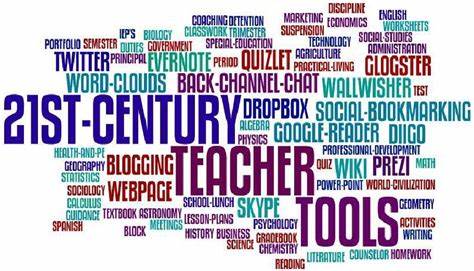 COACHING DETENTION MARKETING DISCIPLINE ENGLISH
IEP'S BIOLOGY CLASSWORK TRIMESTER SUSPENSION ECONOMICS WORKSHEETS
PORTFOLIO SEMESTER DUTIES GOVERNMENT SPECIAL-EDUCATION TECHNOLOGY SOCIAL-STUDIES
TWITTER PRINCIPAL EVERNOTE PERIOD QUIZLET AGRICULTURE ADMINISTRATION
PRACTICAL-LIVING GLOGSTER
WORD-CLOUDS BACK-CHANNEL-CHAT WALLWISHER TEST
21ST-CENTURY DROPBOX SOCIAL-BOOKMARKING
ALGEBRA GOOGLE-READER DIIGO
PHYSICS
HEALTH-AND-PE BLOGGING TEACHER PROFESSIONAL-DEVELOPMENT
GEOGRAPHY QUIZ WIKI PREZI MATH
STATISTICS
SOCIOLOGY WEBPAGE POWER-POINT WORLD-CIVILIZATION
CALCULUS SCHOOL-LUNCH SKYPE TOOLS GEOMETRY
GUIDANCE TEXTBOOK ASTRONOMY LESSON-PLANS ACTIVITIES
SPANISH MEETINGS PSYCHOLOGY WRITING
BLOCK HISTORY BUSINESS GRADEBOOK
SCIENCE CHEMISTRY LITERATURE COUNSELOR HOMEWORK
READING